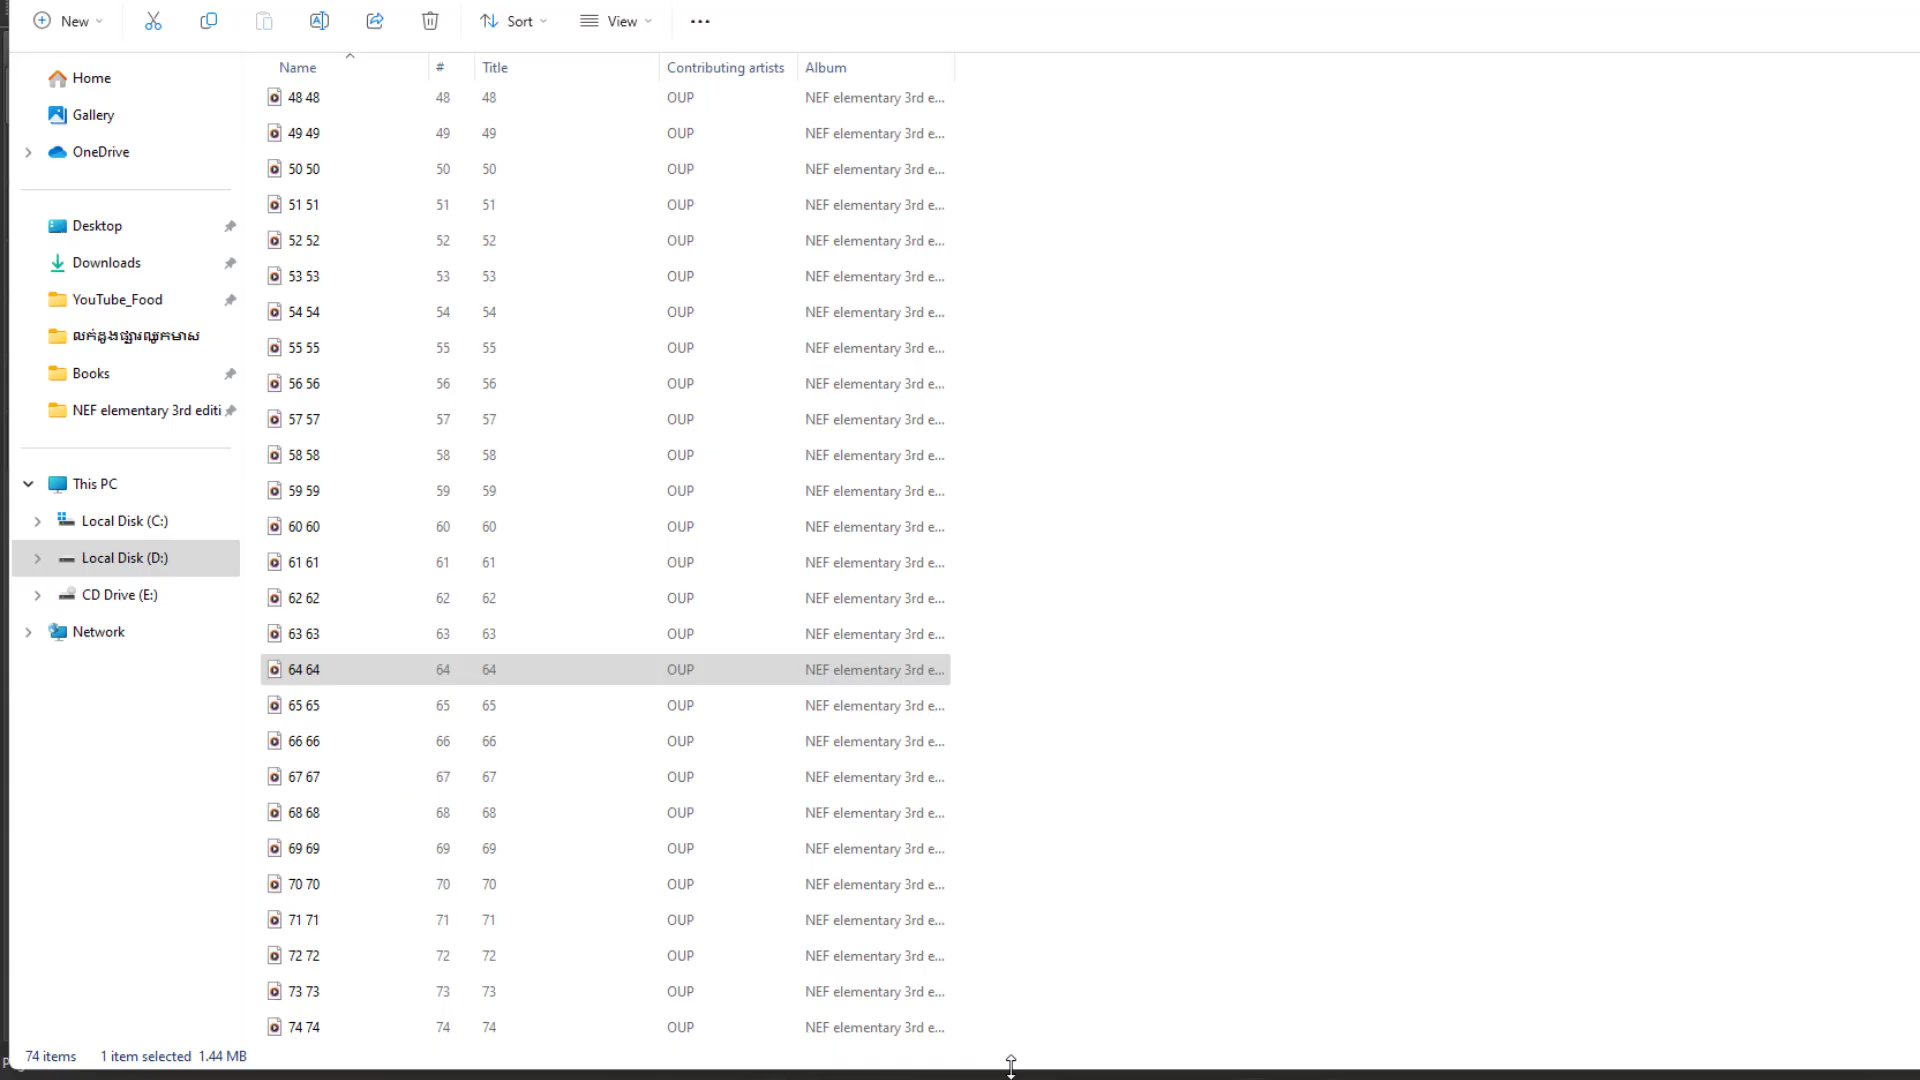 New Sort View
Name # Title Contributing artists Album
Home
Gallery
OneDrive
Desktop
Downloads
YouTube_Food
លក់ដូងផ្សារឈូកមាស
Books
NEF elementary 3rd editi
This PC
Local Disk (C:)
Local Disk (D:)
CD Drive (E:)
Network
48 48 48 48 OUP NEF elementary 3rd e...
49 49 49 49 OUP NEF elementary 3rd e...
50 50 50 50 OUP NEF elementary 3rd e...
51 51 51 51 OUP NEF elementary 3rd e...
52 52 52 52 OUP NEF elementary 3rd e...
53 53 53 53 OUP NEF elementary 3rd e...
54 54 54 54 OUP NEF elementary 3rd e...
55 55 55 55 OUP NEF elementary 3rd e...
56 56 56 56 OUP NEF elementary 3rd e...
57 57 57 57 OUP NEF elementary 3rd e...
58 58 58 58 OUP NEF elementary 3rd e...
59 59 59 59 OUP NEF elementary 3rd e...
60 60 60 60 OUP NEF elementary 3rd e...
61 61 61 61 OUP NEF elementary 3rd e...
62 62 62 62 OUP NEF elementary 3rd e...
63 63 63 63 OUP NEF elementary 3rd e...
64 64 64 64 OUP NEF elementary 3rd e...
65 65 65 65 OUP NEF elementary 3rd e...
66 66 66 66 OUP NEF elementary 3rd e...
67 67 67 67 OUP NEF elementary 3rd e...
68 68 68 68 OUP NEF elementary 3rd e...
69 69 69 69 OUP NEF elementary 3rd e...
70 70 70 70 OUP NEF elementary 3rd e...
71 71 71 71 OUP NEF elementary 3rd e...
72 72 72 72 OUP NEF elementary 3rd e...
73 73 73 73 OUP NEF elementary 3rd e...
74 74 74 74 OUP NEF elementary 3rd e...
74 items 1 item selected 1.44 MB